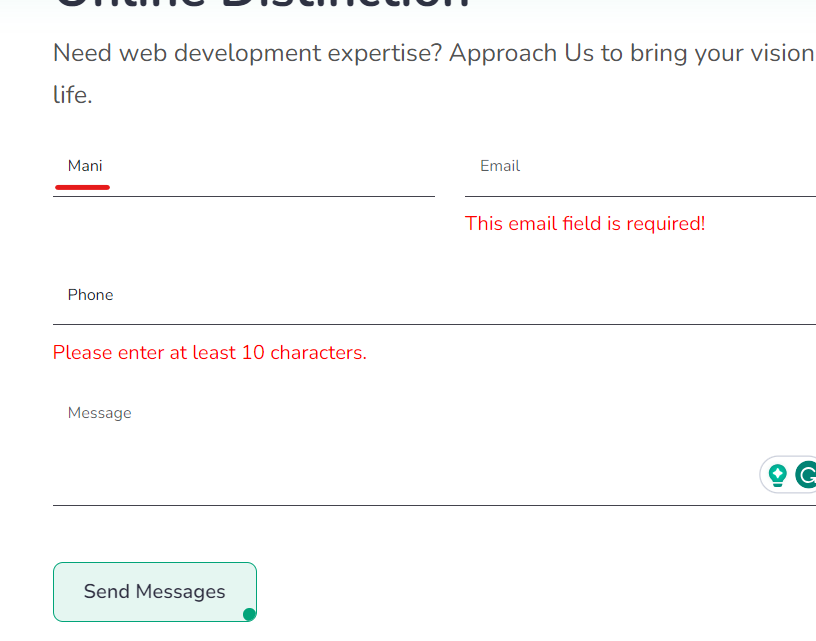 Online Distinction
Need web development expertise? Approach Us to bring your vision
life.
Mani
Email
This email field is required!
Phone
Please enter at least 10 characters.
Message
Send Messages